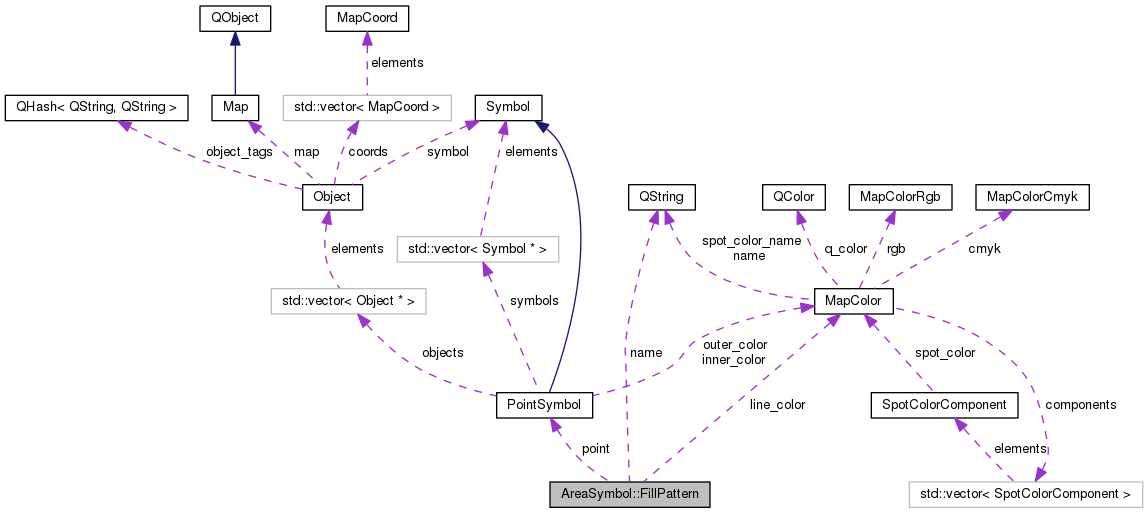 QObject
MapCoord
elements
QHash< QString, QString >
Map
std::vector< MapCoord >
Symbol
object_tags
map
coords
symbol
elements
Object
QString
QColor
MapColorRgb
MapColorCmyk
elements
std::vector< Symbol * >
spot_color_name
name
q_color
rgb
cmyk
std::vector< Object * >
symbols
MapColor
objects
name
outer_color
inner_color
spot_color
PointSymbol
line_color
SpotColorComponent
components
point
elements
AreaSymbol::FillPattern
std::vector< SpotColorComponent >